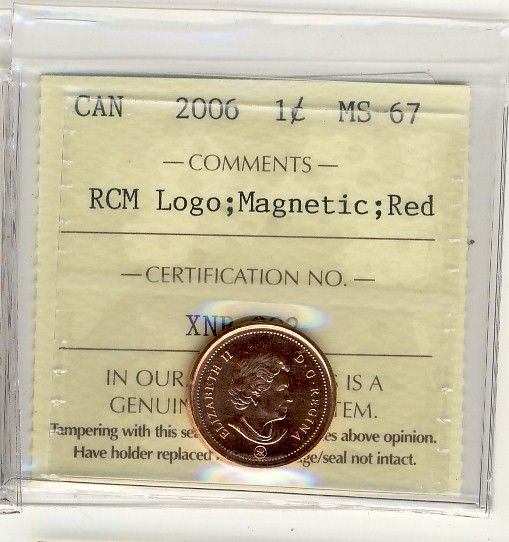 CAN 2006 1¢ MS 67
— COMMENTS —
RCM Logo;Magnetic;Red
— CERTIFICATION NO. —
IN OUR IS A
Tampering with this above opinion.
Have holder replaced not intact.
ELIZABETH II D·G·REGINA